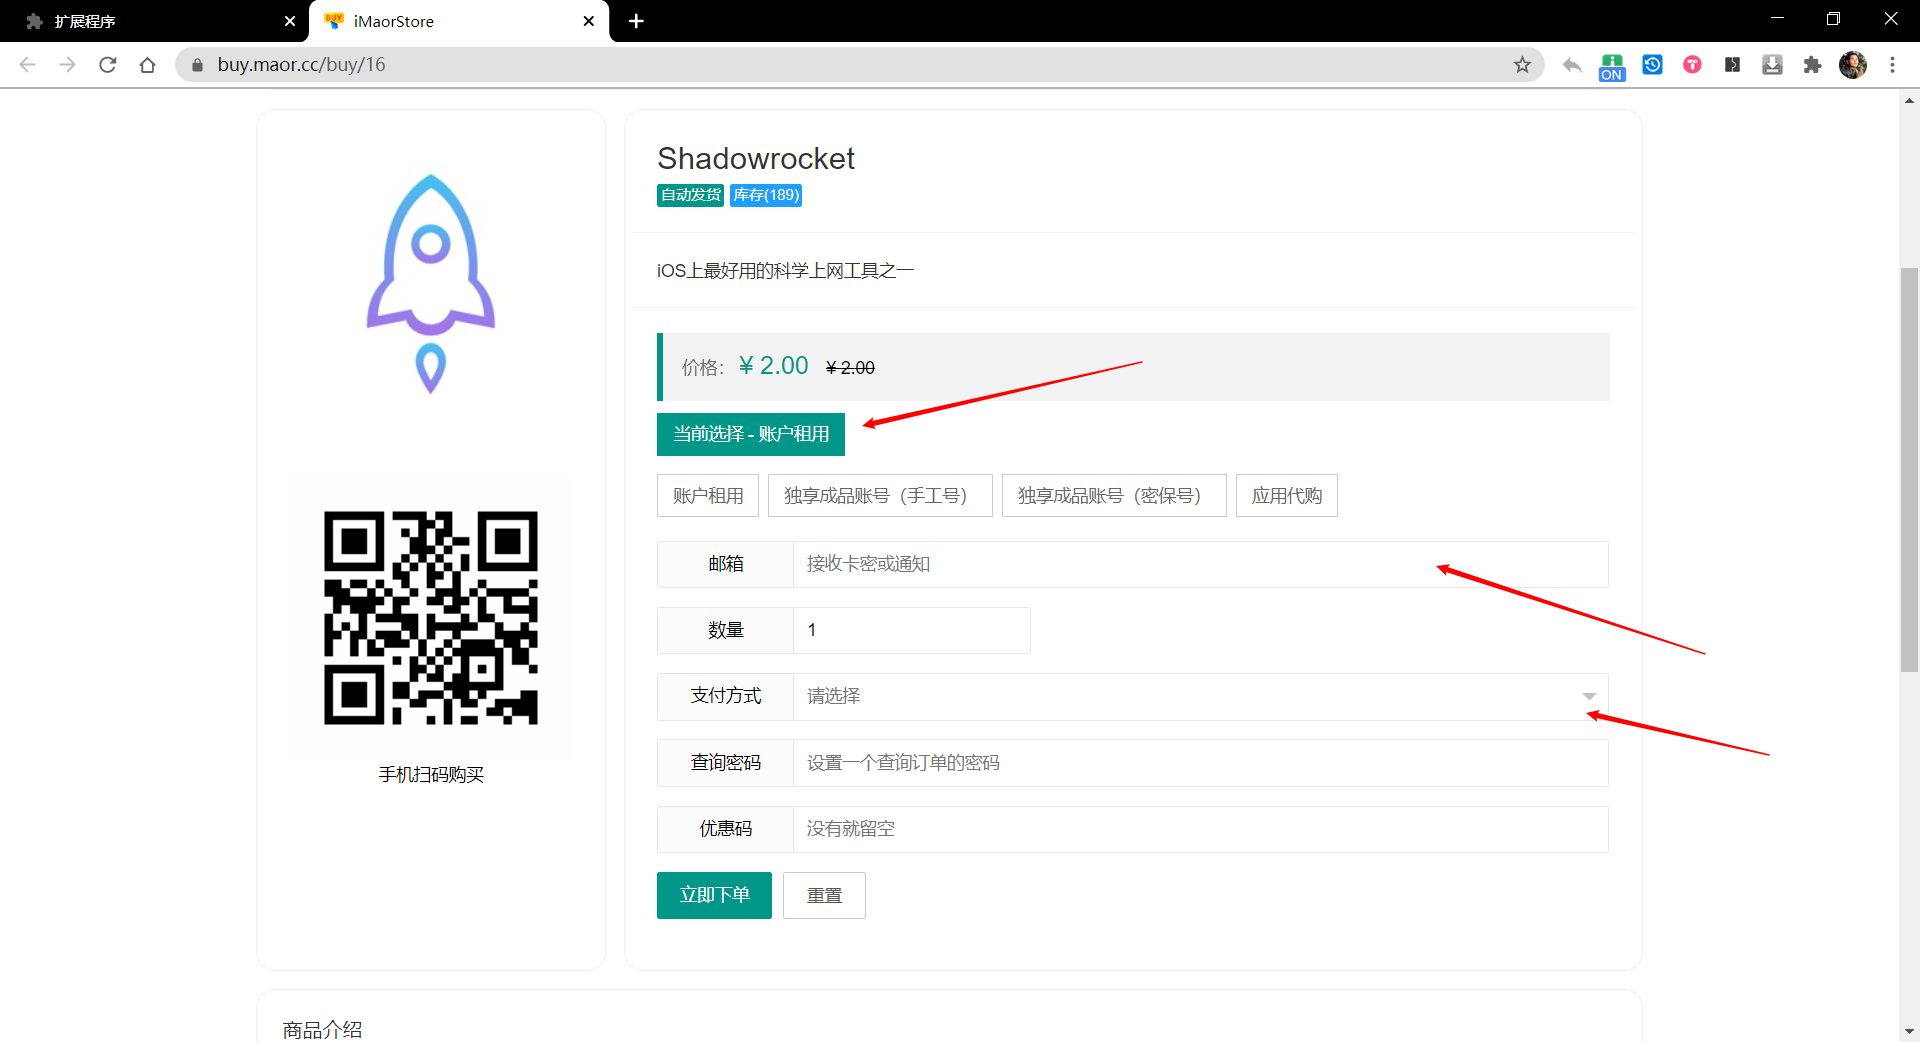 扩展程序
iMaorStore
buy.maor.cc/buy/16
ON
BUY
Shadowrocket
自动发货 库存(189)
iOS上最好用的科学上网工具之一
价格: ¥ 2.00 ¥ 2.00
当前选择 - 账户租用
账户租用 独享成品账号（手工号） 独享成品账号（密保号） 应用代购
邮箱 接收卡密或通知
数量 1
支付方式 请选择
查询密码 设置一个查询订单的密码
优惠码 没有就留空
立即下单 重置
手机扫码购买
商品介绍